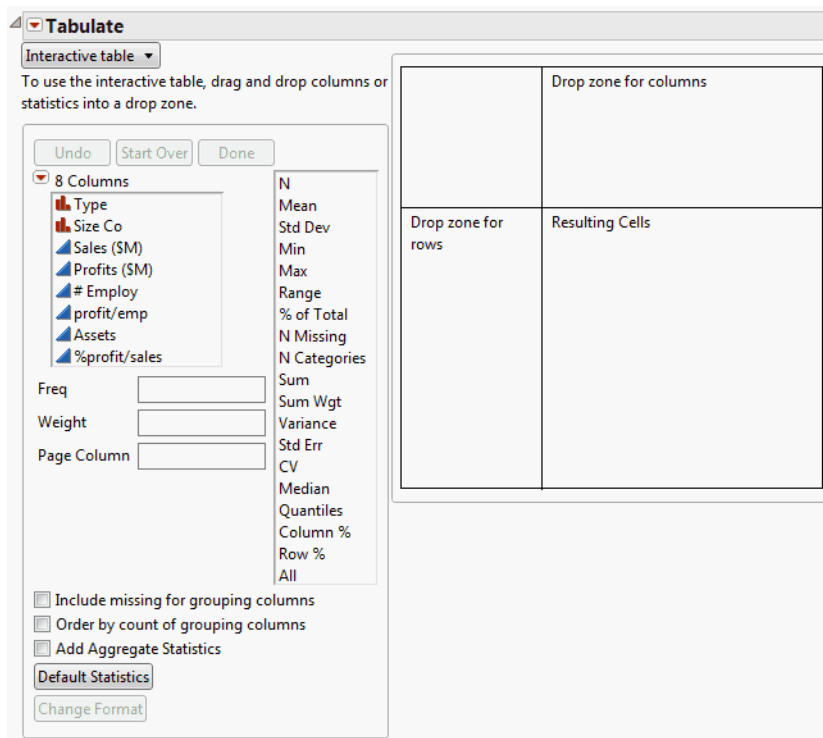 Tabulate
Interactive table
To use the interactive table, drag and drop columns or
statistics into a drop zone.
Undo Start Over Done
8 Columns
Type
Size Co
Sales ($M)
Profits ($M)
# Employ
profit/emp
Assets
%profit/sales
Freq
Weight
Page Column
N
Mean
Std Dev
Min
Max
Range
% of Total
N Missing
N Categories
Sum
Sum Wgt
Variance
Std Err
CV
Median
Quantiles
Column %
Row %
All
Include missing for grouping columns
Order by count of grouping columns
Add Aggregate Statistics
Default Statistics
Change Format
Drop zone for columns
Drop zone for
rows
Resulting Cells